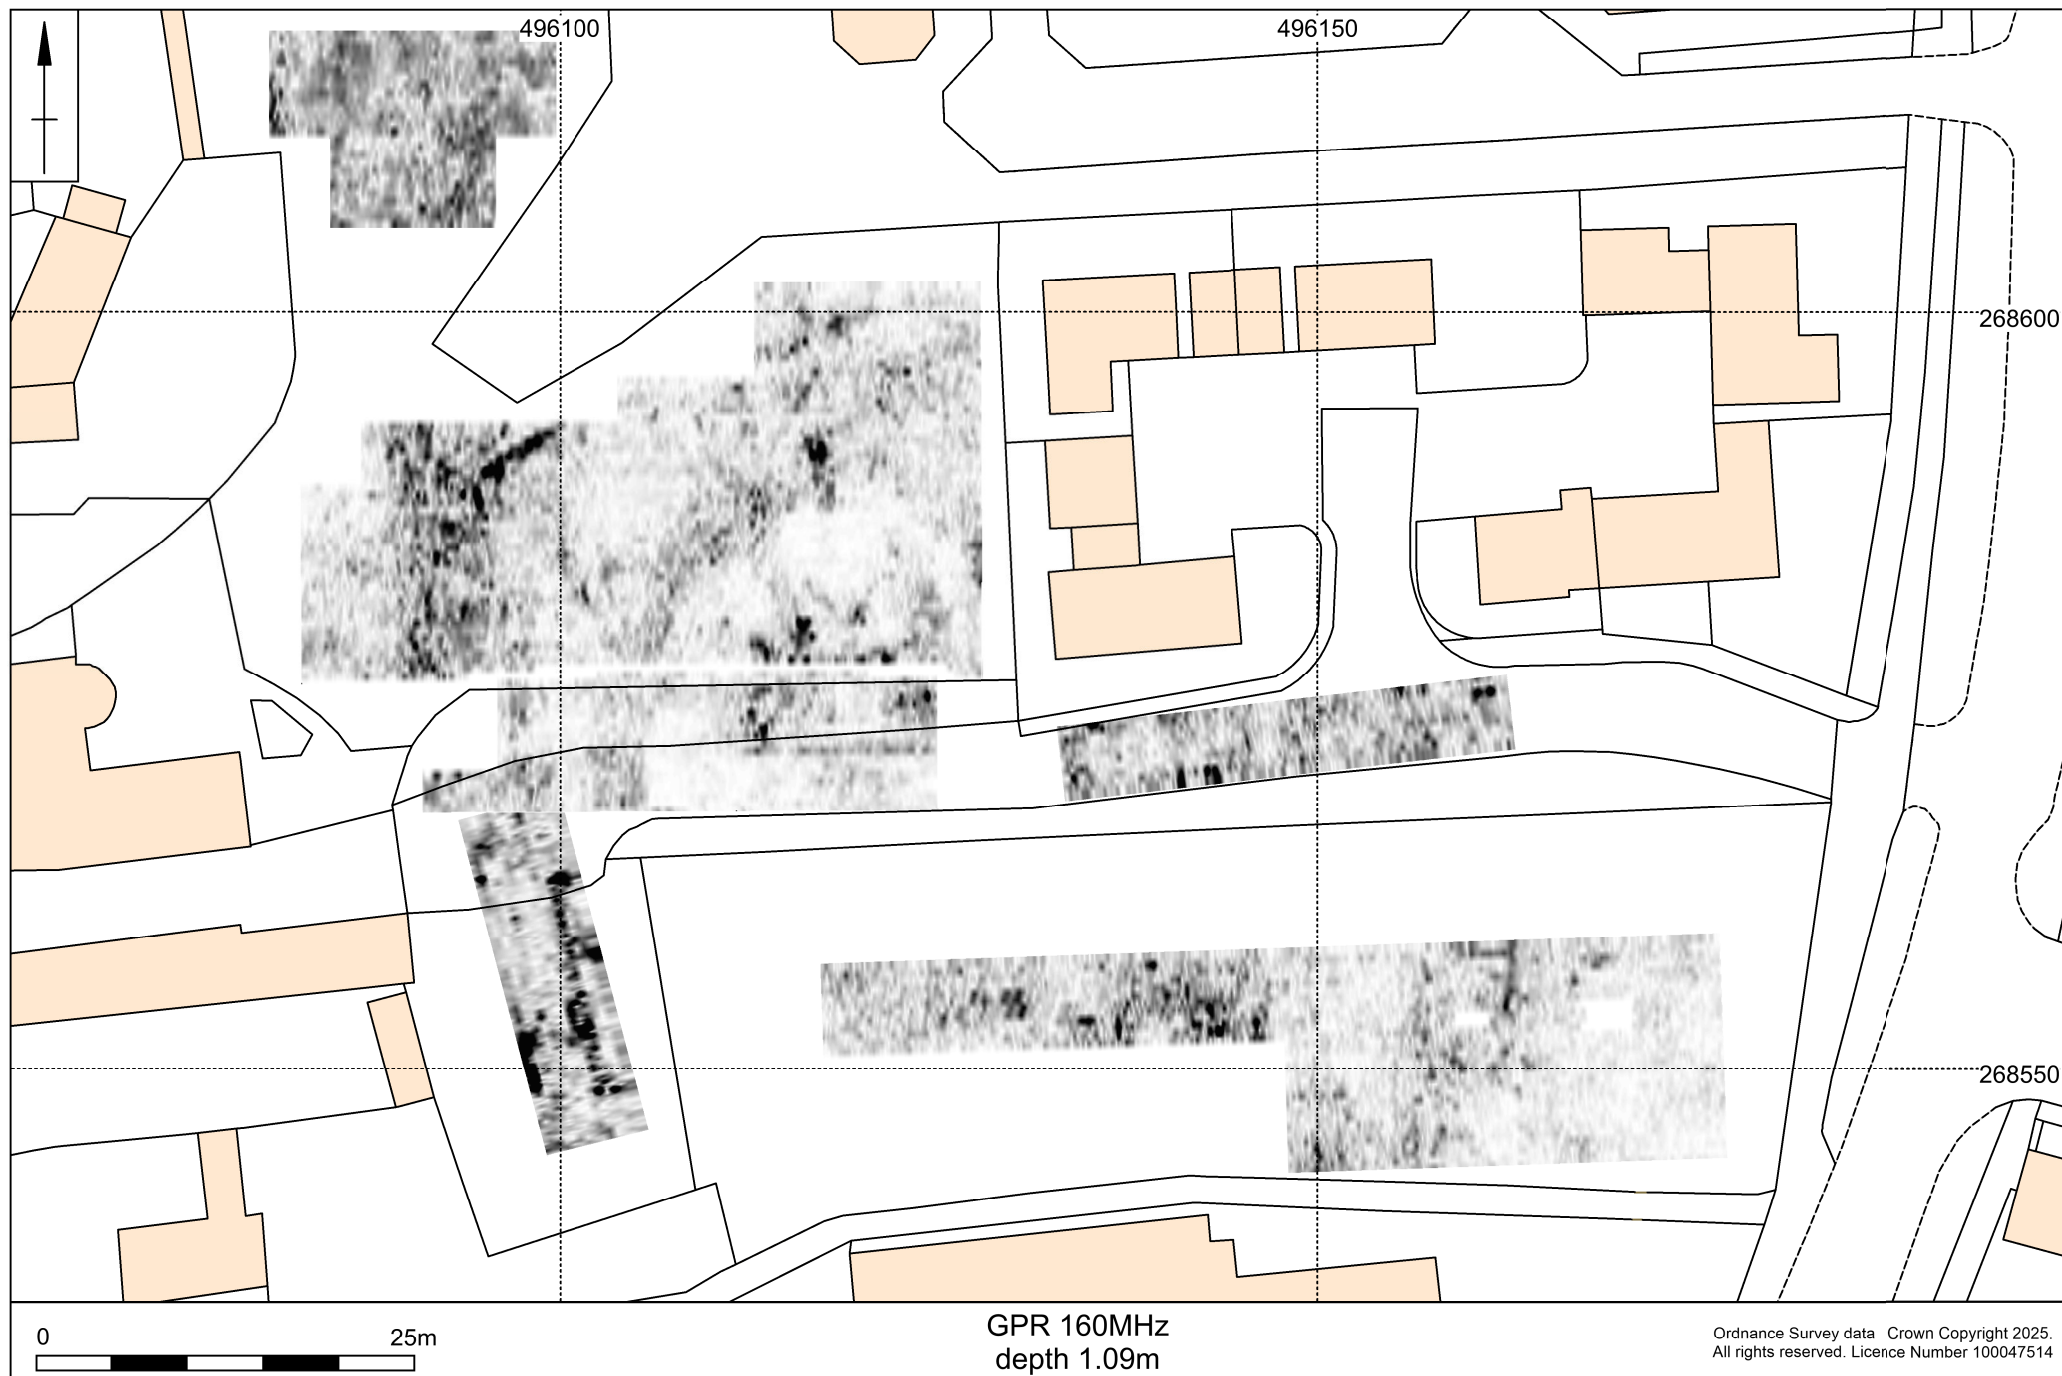 496100
496150
268600
268550
0
25m
GPR 160MHz
depth 1.09m
Ordnance Survey data Crown Copyright 2025.
All rights reserved. Licence Number 100047514